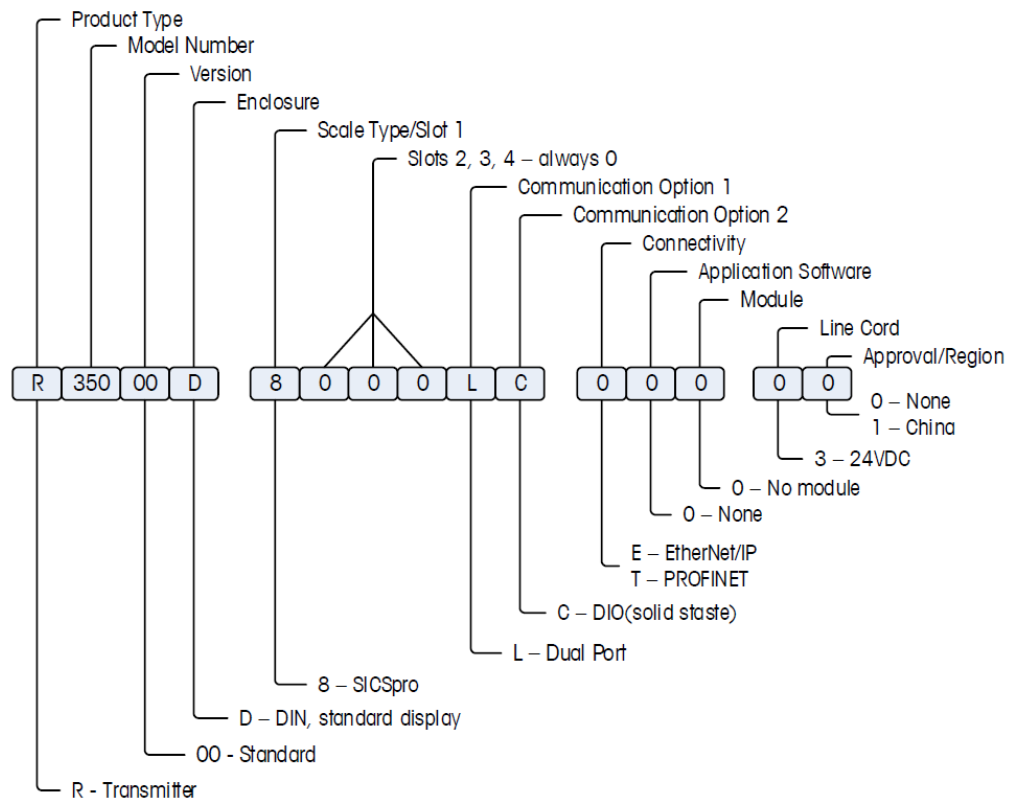 Product Type
Model Number
Version
Enclosure
Scale Type/Slot 1
Slots 2, 3, 4 – always 0
Communication Option 1
Communication Option 2
Connectivity
Application Software
Module
Line Cord
Approval/Region
R 350 00 D 8 0 0 0 L C 0 0 0 0 0
0 – None
1 – China
3 – 24VDC
0 – No module
0 – None
E – EtherNet/IP
T – PROFINET
C – DIO(solid staste)
L – Dual Port
8 – SICSpro
D – DIN, standard display
00 - Standard
R - Transmitter